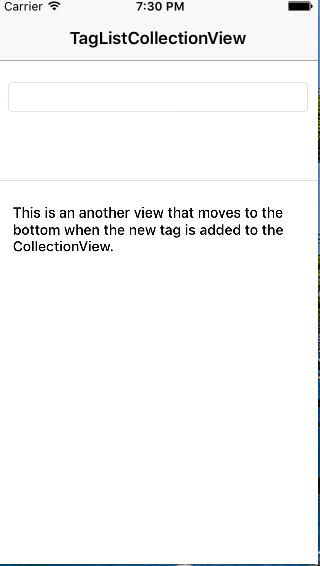 Carrier 7:30 PM
TagListCollectionView
This is an another view that moves to the
bottom when the new tag is added to the
CollectionView.